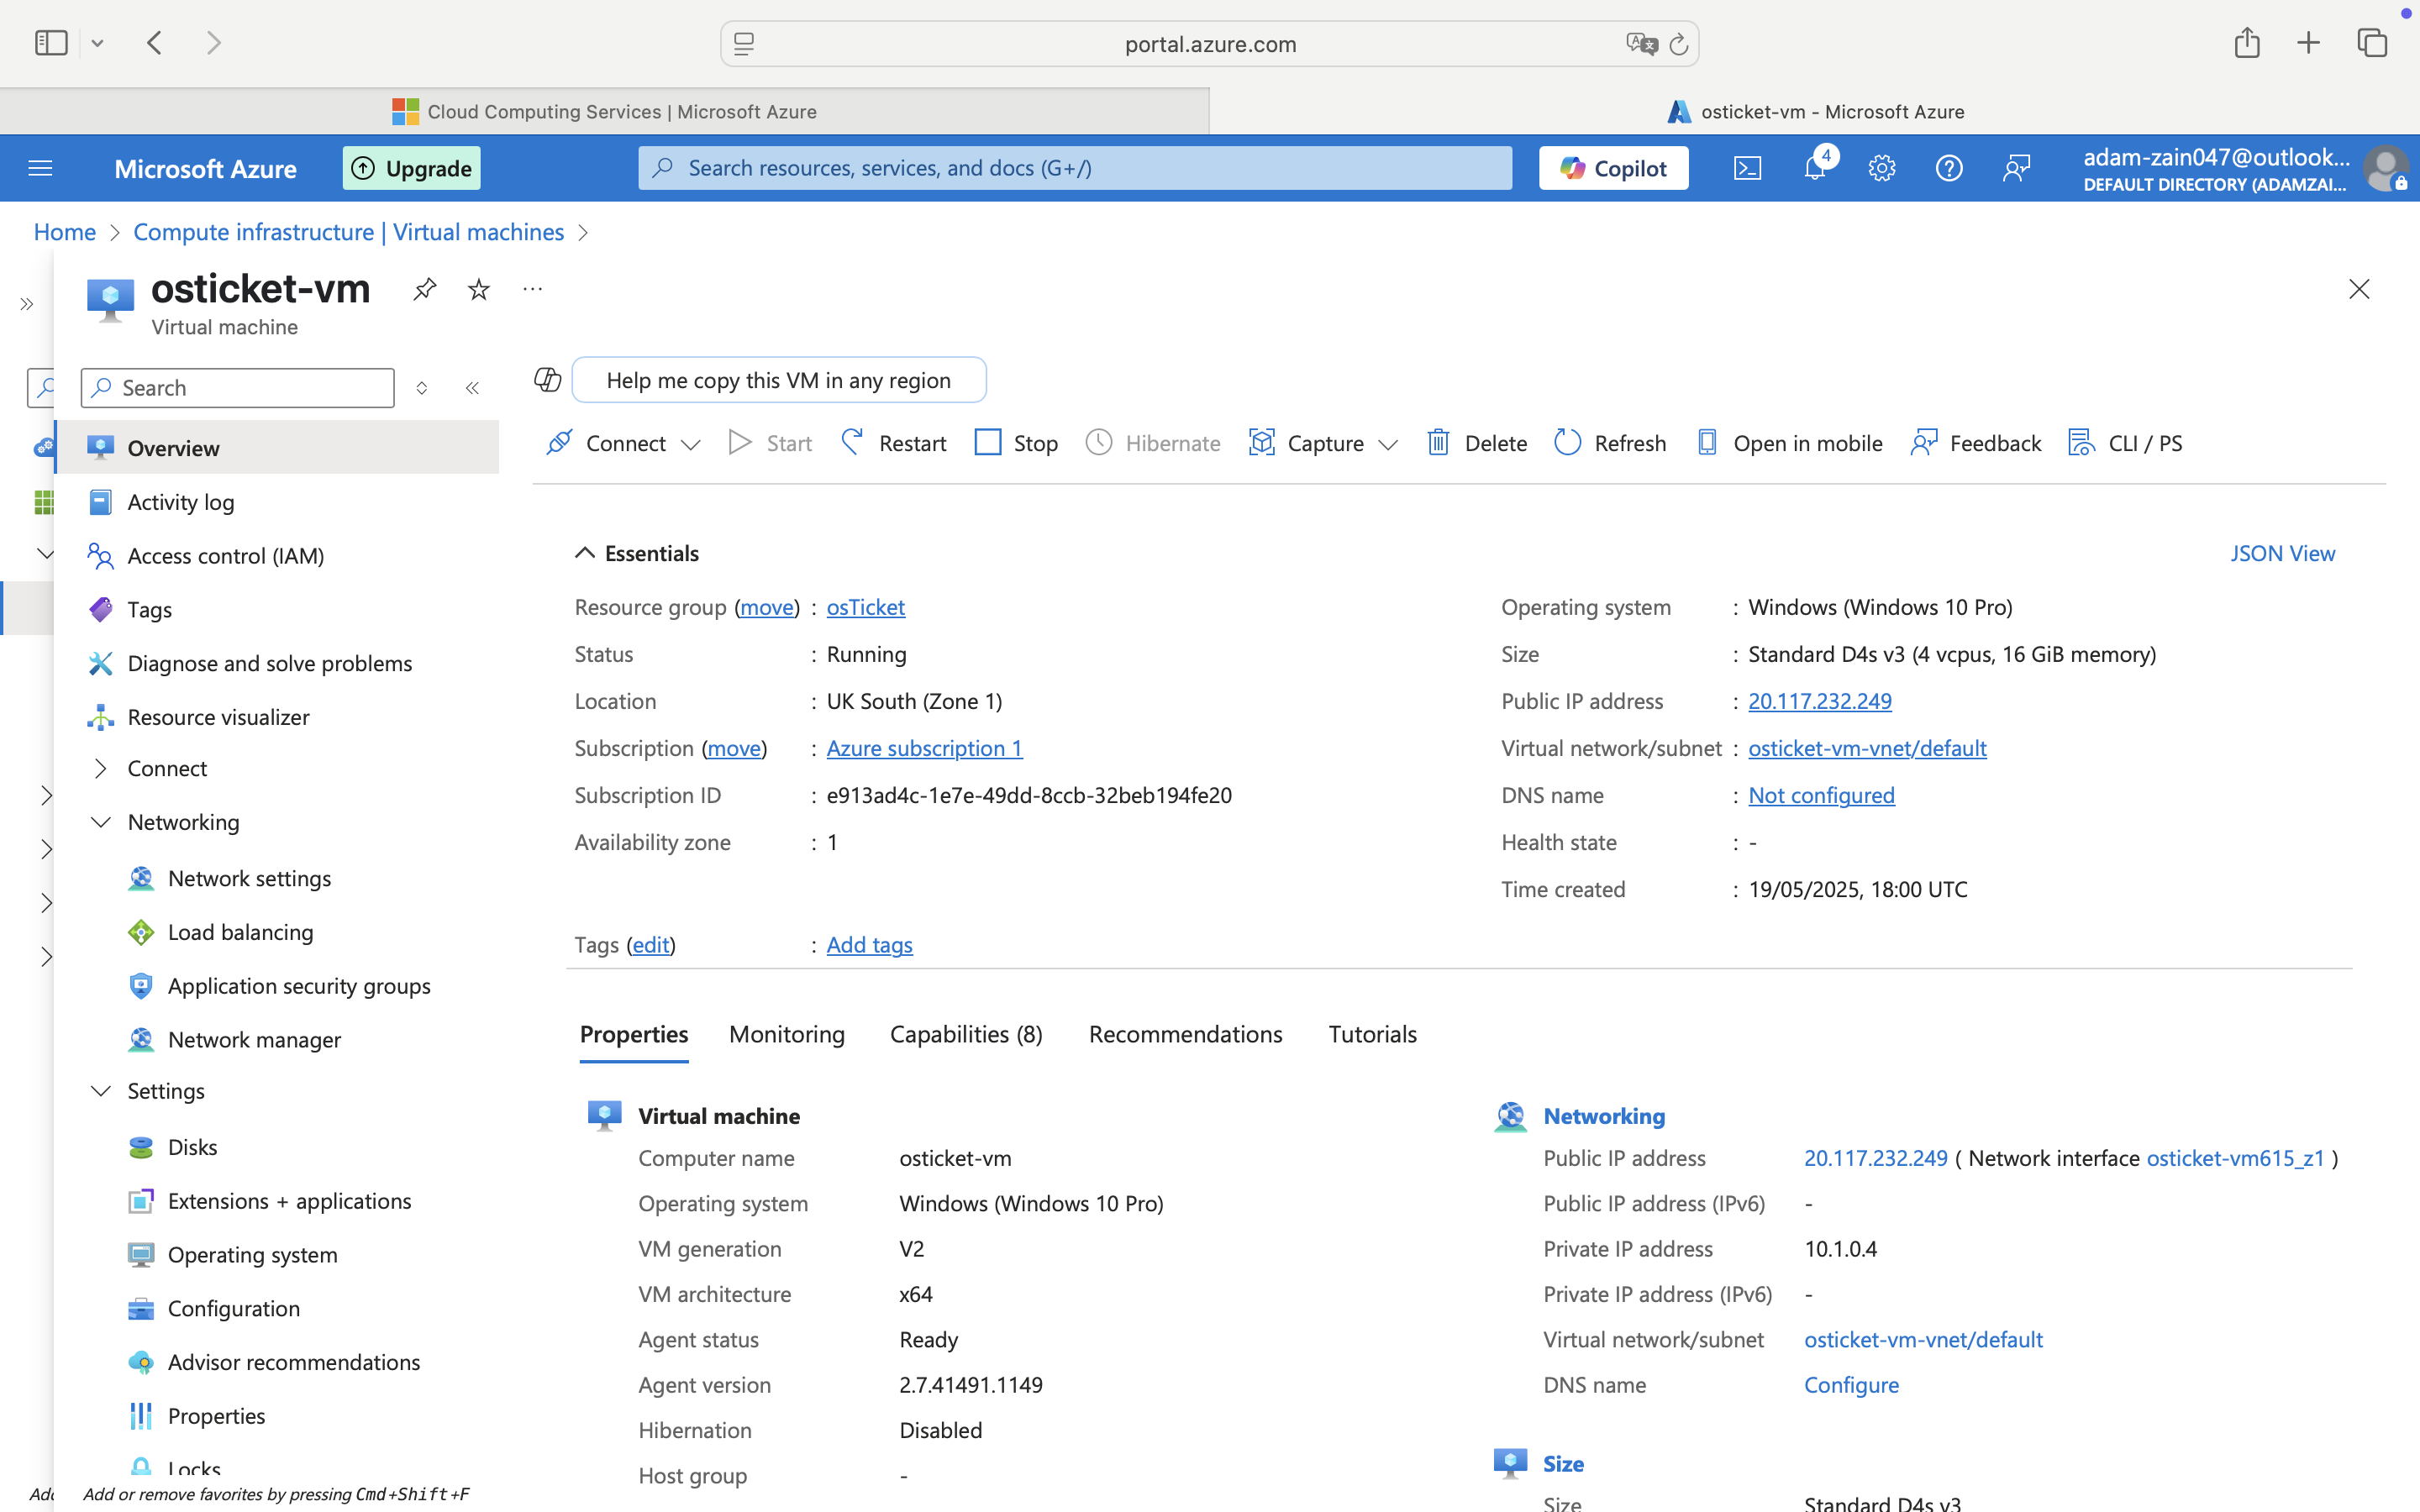 portal.azure.com
Cloud Computing Services | Microsoft Azure
osticket-vm - Microsoft Azure
Microsoft Azure
Upgrade
Search resources, services, and docs (G+/)
Copilot
4
adam-zain047@outlook...
DEFAULT DIRECTORY (ADAMZAI...
Home > Compute infrastructure | Virtual machines >
osticket-vm
Virtual machine
Search
Overview
Activity log
Access control (IAM)
Tags
Diagnose and solve problems
Resource visualizer
Connect
Networking
Network settings
Load balancing
Application security groups
Network manager
Settings
Disks
Extensions + applications
Operating system
Configuration
Advisor recommendations
Properties
Locks
Add
Add or remove favorites by pressing Cmd+Shift+F
Help me copy this VM in any region
Connect Start Restart Stop Hibernate Capture Delete Refresh Open in mobile Feedback CLI / PS
Essentials
JSON View
Resource group (move) : osTicket
Status : Running
Location : UK South (Zone 1)
Subscription (move) : Azure subscription 1
Subscription ID : e913ad4c-1e7e-49dd-8ccb-32beb194fe20
Availability zone : 1
Operating system : Windows (Windows 10 Pro)
Size : Standard D4s v3 (4 vcpus, 16 GiB memory)
Public IP address : 20.117.232.249
Virtual network/subnet : osticket-vm-vnet/default
DNS name : Not configured
Health state : -
Time created : 19/05/2025, 18:00 UTC
Tags (edit) : Add tags
Properties Monitoring Capabilities (8) Recommendations Tutorials
Virtual machine
Computer name osticket-vm
Operating system Windows (Windows 10 Pro)
VM generation V2
VM architecture x64
Agent status Ready
Agent version 2.7.41491.1149
Hibernation Disabled
Host group -
Networking
Public IP address 20.117.232.249 ( Network interface osticket-vm615_z1 )
Public IP address (IPv6) -
Private IP address 10.1.0.4
Private IP address (IPv6) -
Virtual network/subnet osticket-vm-vnet/default
DNS name Configure
Size
Size Standard D4s v3